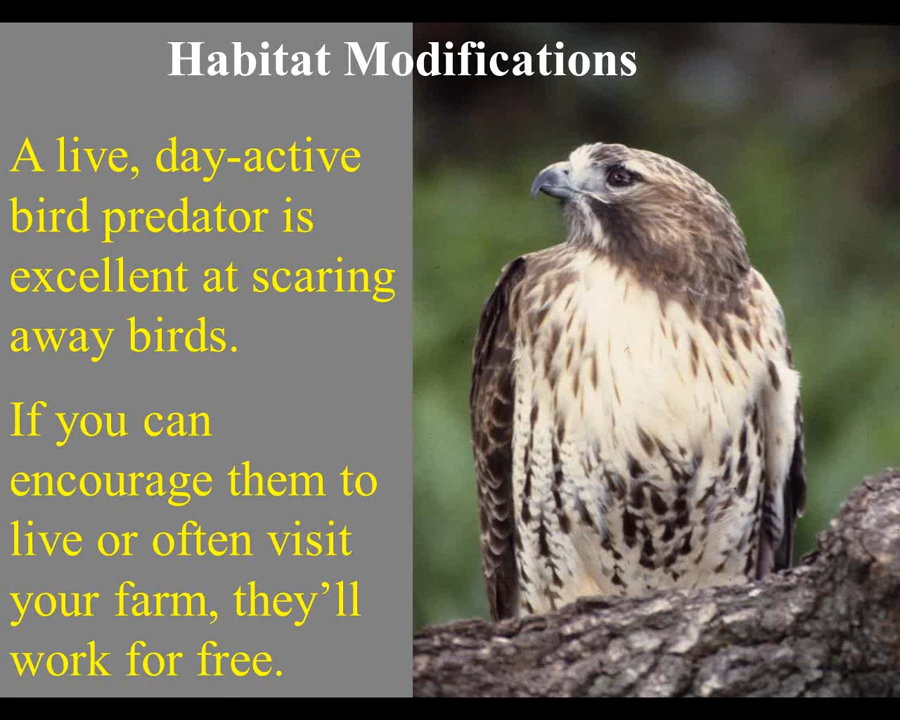 Habitat Modifications
A live, day-active
bird predator is
excellent at scaring
away birds.
If you can
encourage them to
live or often visit
your farm, they’ll
work for free.